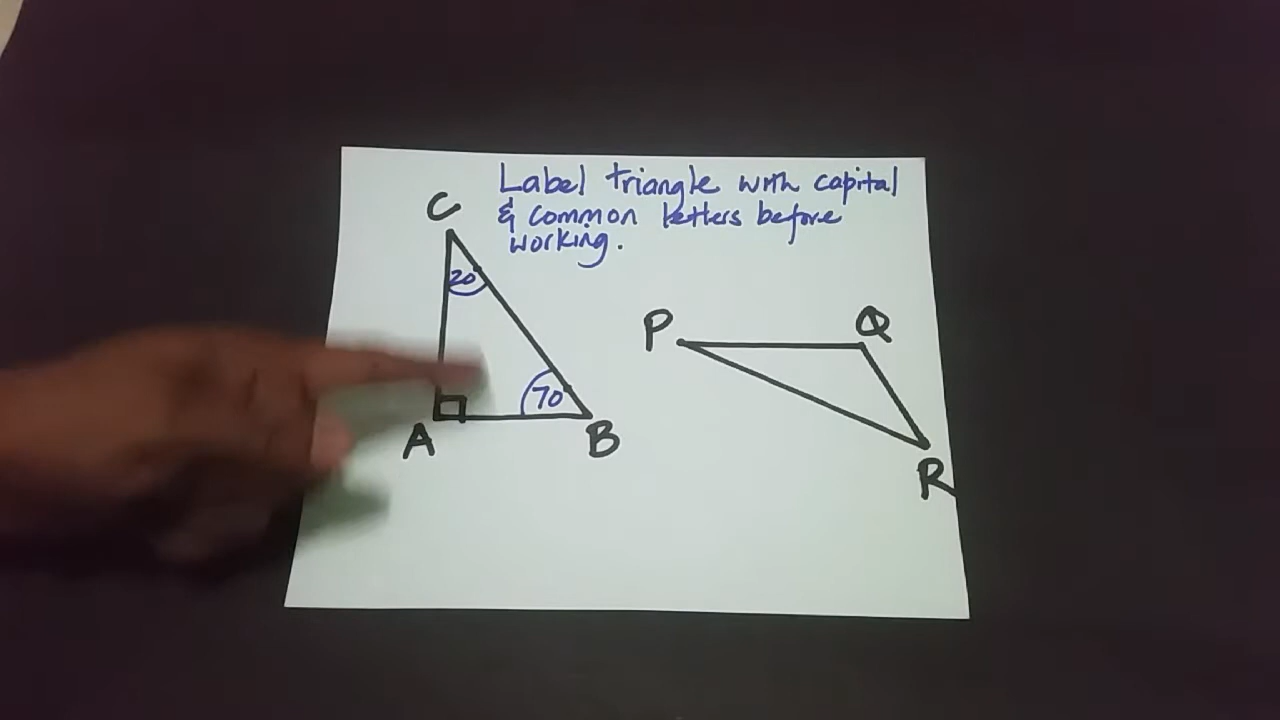 Label triangle with capital
& common letters before
working.
C
20
70
A
B
P
Q
R